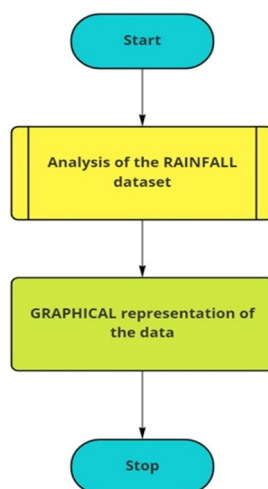 Start
Analysis of the RAINFALL
dataset
GRAPHICAL representation of
the data
Stop